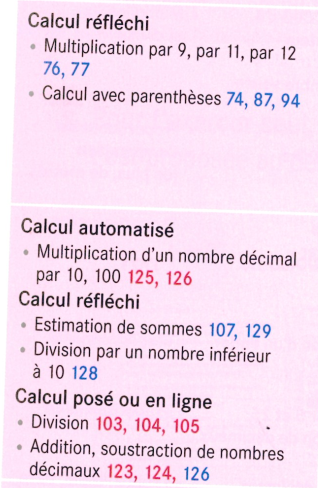 Calcul réfléchi
• Multiplication par 9, par 11, par 12
76, 77
• Calcul avec parenthèses 74, 87, 94
Calcul automatisé
• Multiplication d'un nombre décimal
par 10, 100 125, 126
Calcul réfléchi
• Estimation de sommes 107, 129
• Division par un nombre inférieur
à 10 128
Calcul posé ou en ligne
• Division 103, 104, 105
• Addition, soustraction de nombres
décimaux 123, 124, 126